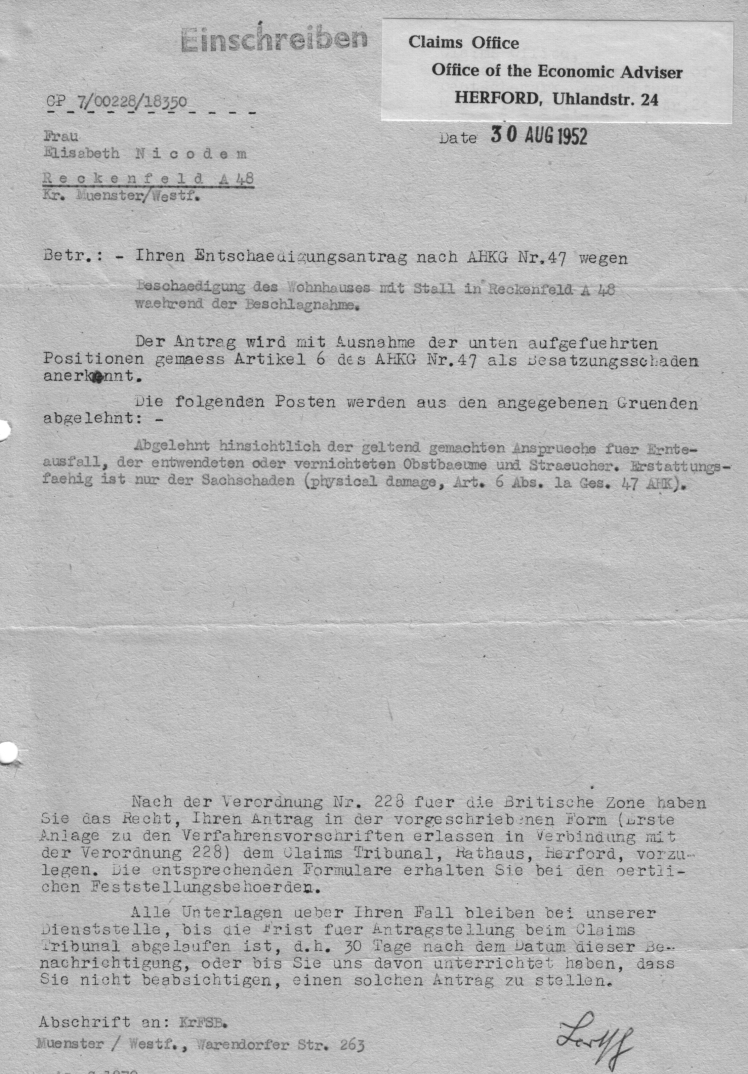 Einschreiben
Claims Office
Office of the Economic Adviser
HERFORD, Uhlandstr. 24
GP 7/00228/18350
Date 30 AUG 1952
Frau
Elisabeth N i c o d e m
R e c k e n f e l d A 48
Kr. Muenster/Westf.
Betr.: - Ihren Entschaedigungsantrag nach AHKG Nr.47 wegen
Beschaedigung des Wohnhauses mit Stall in Reckenfeld A 48
waehrend der Beschlagnahme.
Der Antrag wird mit Ausnahme der unten aufgefuehrten
Positionen gemaess Artikel 6 des AHKG Nr.47 als Besatzungsschaden
anerkannt.
Die folgenden Posten werden aus den angegebenen Gruenden
abgelehnt: -
Abgelehnt hinsichtlich der geltend gemachten Ansprueche fuer Ernte-
ausfall, der entwendeten oder vernichteten Obstbaeume und Straeucher. Erstattungs-
faehig ist nur der Sachschaden (physical damage, Art. 6 Abs. 1a Ges. 47 AHK).
Nach der Verordnung Nr. 228 fuer die Britische Zone haben
Sie das Recht, Ihren Antrag in der vorgeschriebenen Form (Erste
Anlage zu den Verfahrensvorschriften erlassen in Verbindung mit
der Verordnung 228) dem Claims Tribunal, Rathaus, Herford, vorzu-
legen. Die entsprechenden Formulare erhalten Sie bei den oertli-
chen Feststellungsbehoerden.
Alle Unterlagen ueber Ihren Fall bleiben bei unserer
Dienststelle, bis die Frist fuer Antragstellung beim Claims
Tribunal abgelaufen ist, d.h. 30 Tage nach dem Datum dieser Be-
nachrichtigung, oder bis Sie uns davon unterrichtet haben, dass
Sie nicht beabsichtigen, einen solchen Antrag zu stellen.
Abschrift an: KrFSB.
Muenster / Westf., Warendorfer Str. 263